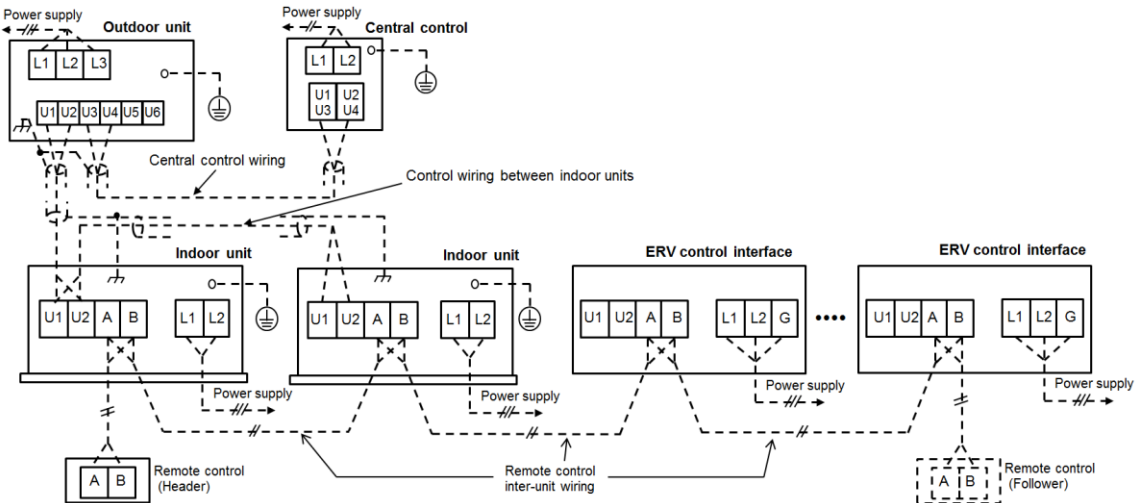 Power supply
Outdoor unit
L1 L2 L3
U1 U2 U3 U4 U5 U6
Power supply
Central control
L1 L2
U1 U2
U3 U4
Central control wiring
Control wiring between indoor units
Indoor unit
U1 U2 A B
L1 L2
Power supply
Indoor unit
U1 U2 A B
L1 L2
Power supply
ERV control interface
U1 U2 A B
L1 L2 G
Power supply
ERV control interface
U1 U2 A B
L1 L2 G
Power supply
A B
Remote control
(Header)
Remote control
inter-unit wiring
A B
Remote control
(Follower)